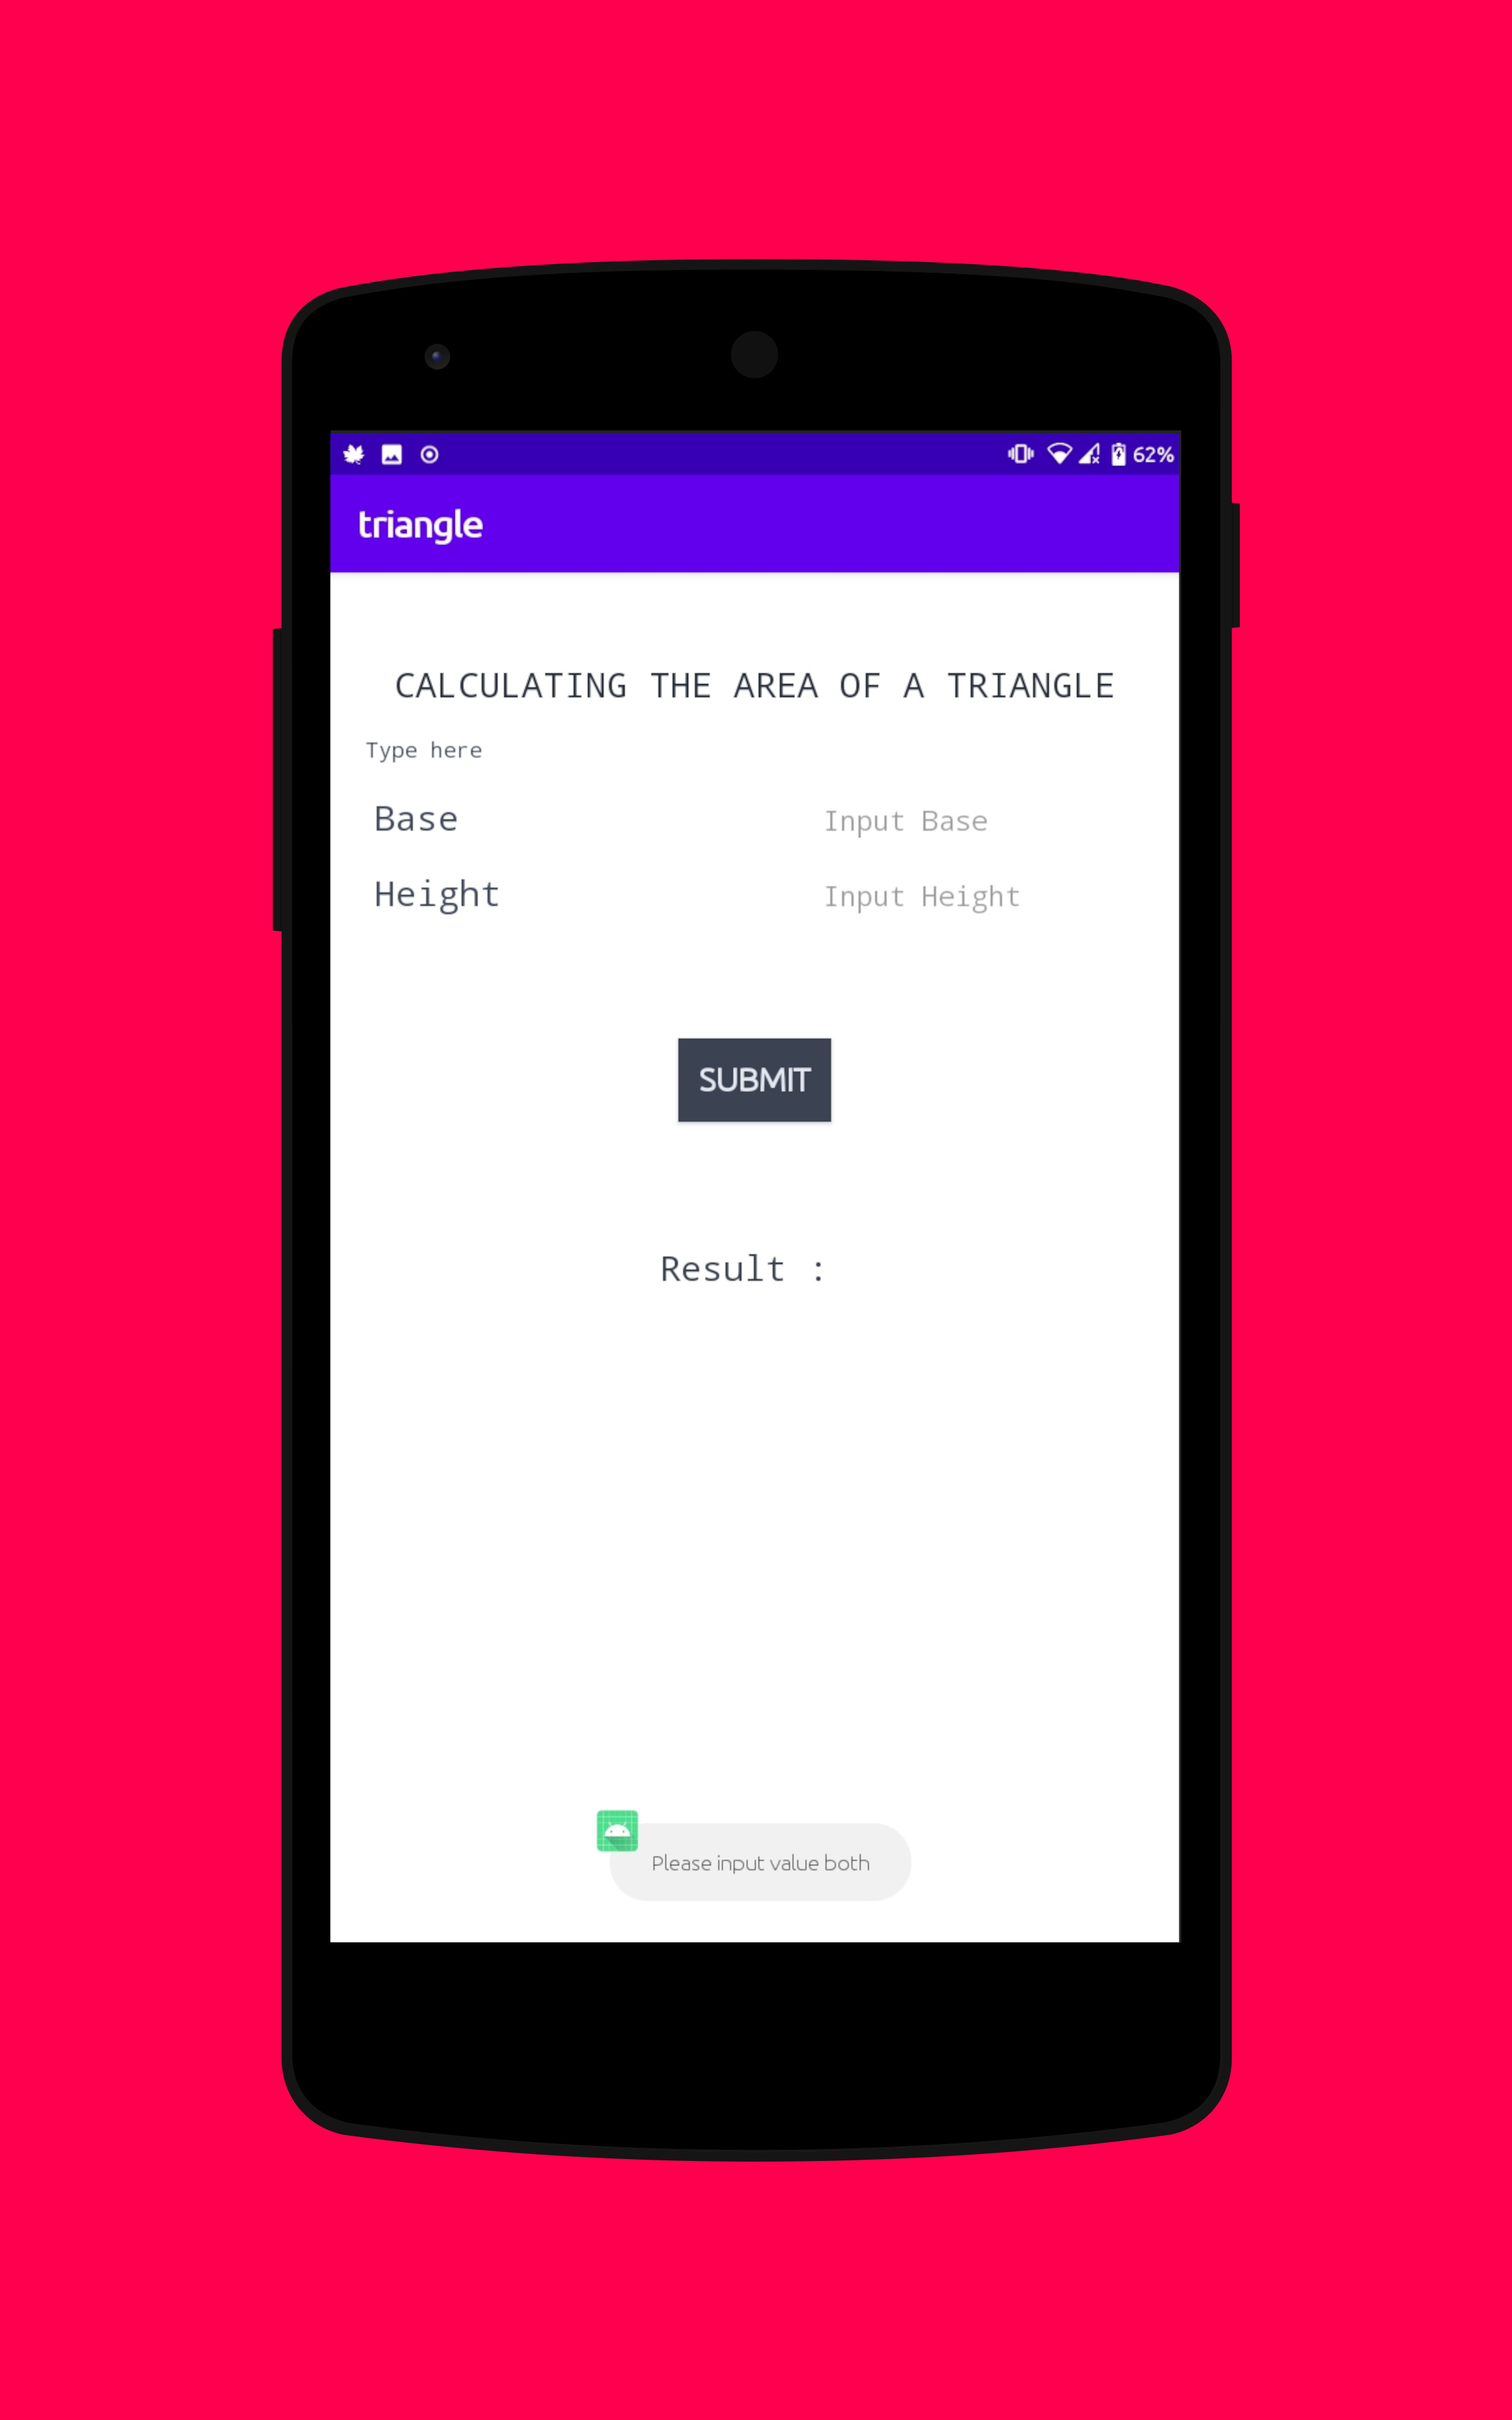 62%
triangle
CALCULATING THE AREA OF A TRIANGLE
Type here
Base Input Base
Height Input Height
SUBMIT
Result :
Please input value both